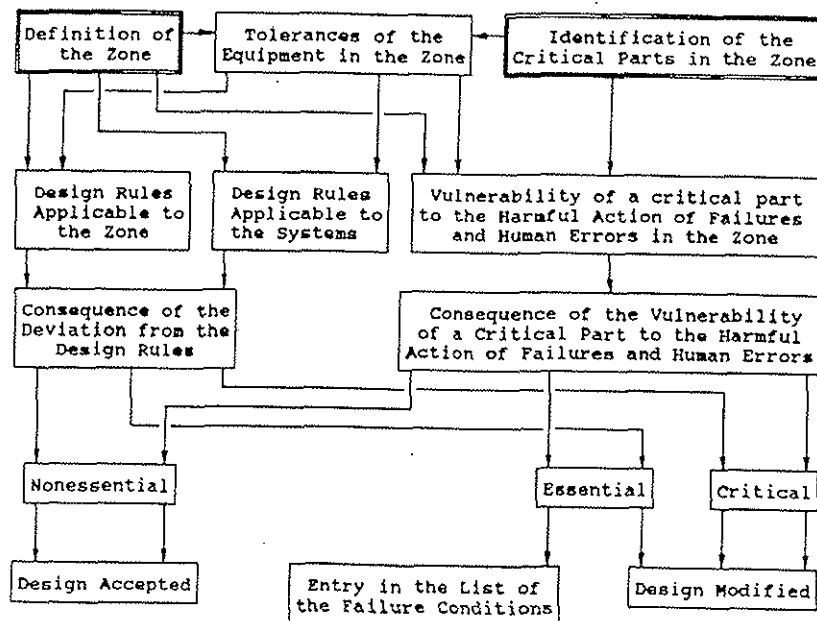 Definition of
the Zone
Tolerances of the
Equipment in the Zone
Identification of the
Critical Parts in the Zone
Design Rules
Applicable to
the Zone
Design Rules
Applicable to
the Systems
Vulnerability of a critical part
to the Harmful Action of Failures
and Human Errors in the Zone
Consequence of the
Deviation from the
Design Rules
Consequence of the Vulnerability
of a Critical Part to the Harmful
Action of Failures and Human Errors
Nonessential
Essential
Critical
Design Accepted
Entry in the List of
the Failure Conditions
Design Modified